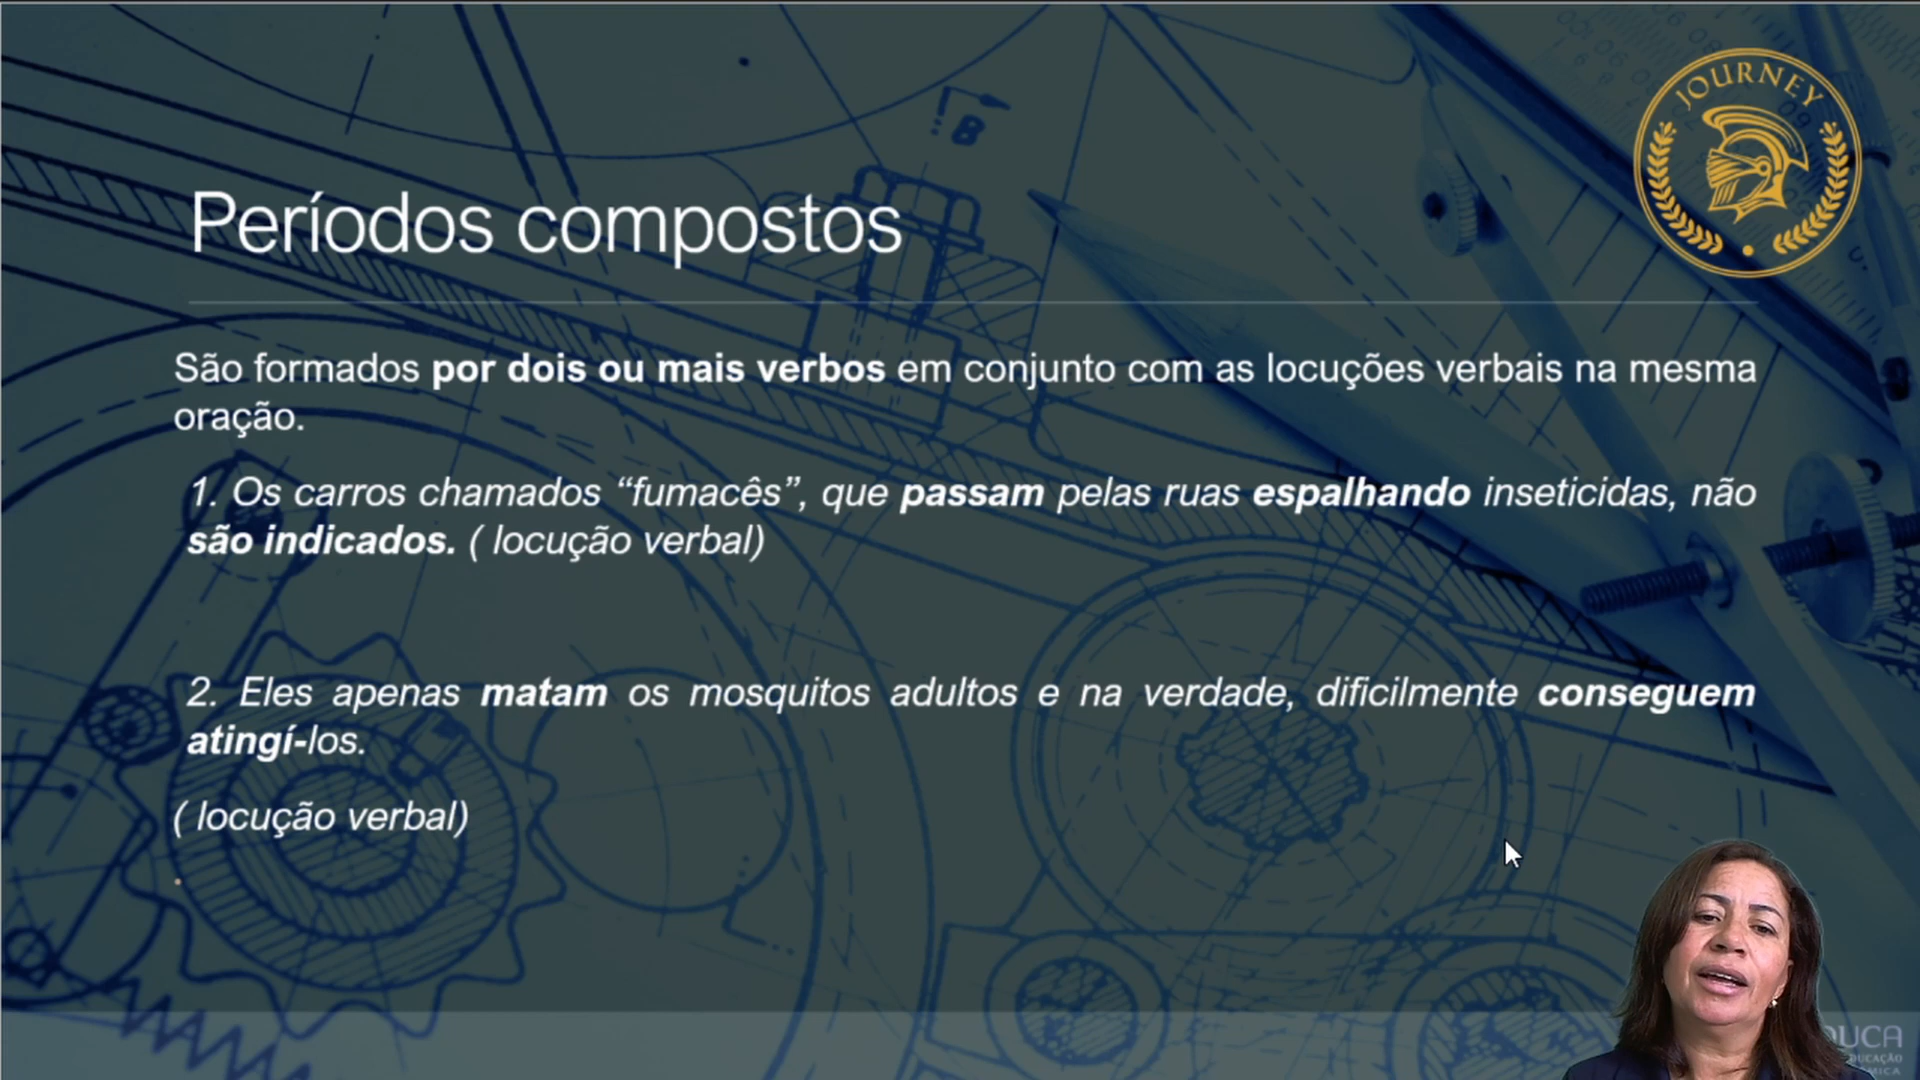 JOURNEY
B
Períodos compostos
São formados por dois ou mais verbos em conjunto com as locuções verbais na mesma
oração.
1. Os carros chamados “fumacês”, que passam pelas ruas espalhando inseticidas, não
são indicados. ( locução verbal)
2. Eles apenas matam os mosquitos adultos e na verdade, dificilmente conseguem
atingí-los.
( locução verbal)